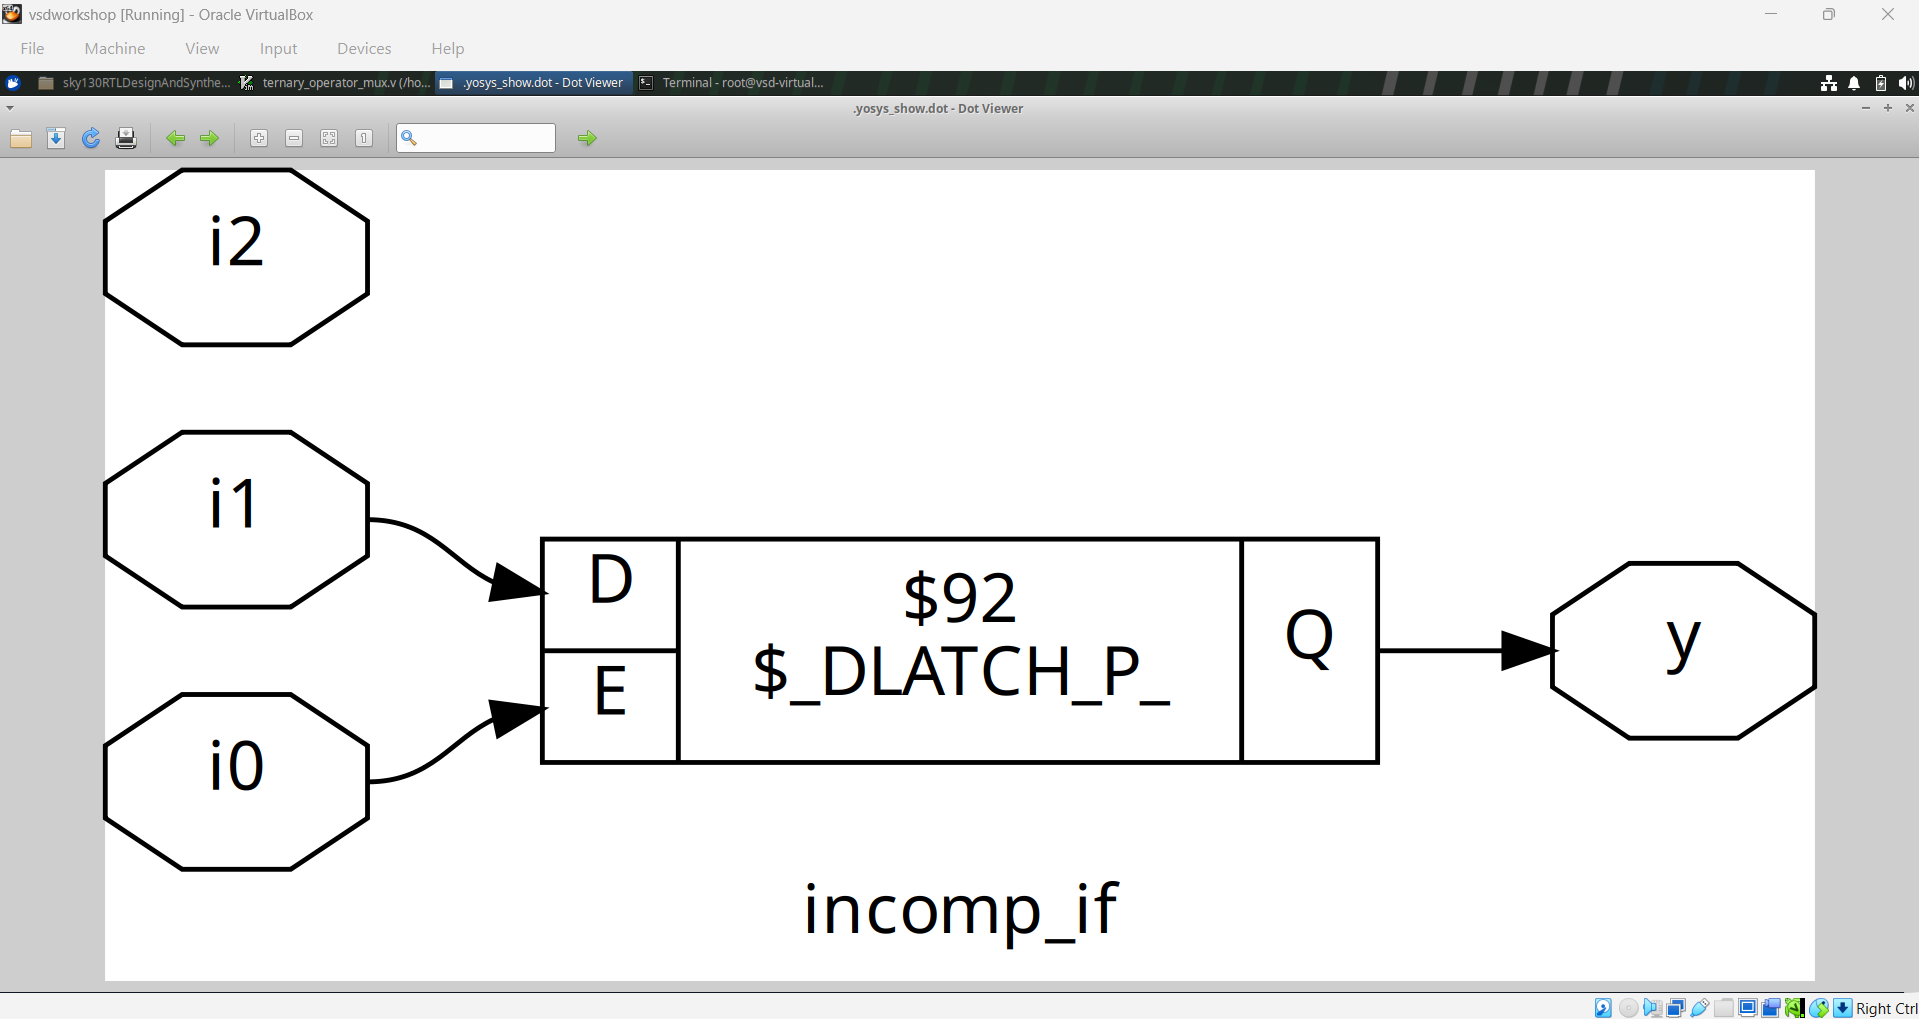 vsdworkshop [Running] - Oracle VirtualBox
File Machine View Input Devices Help
sky130RTLDesignAndSynthe... ternary_operator_mux.v (/ho... .yosys_show.dot - Dot Viewer Terminal - root@vsd-virtual...
.yosys_show.dot - Dot Viewer
i2
i1
i0
D
E
$92
$_DLATCH_P_
Q
y
incomp_if
Right Ctrl